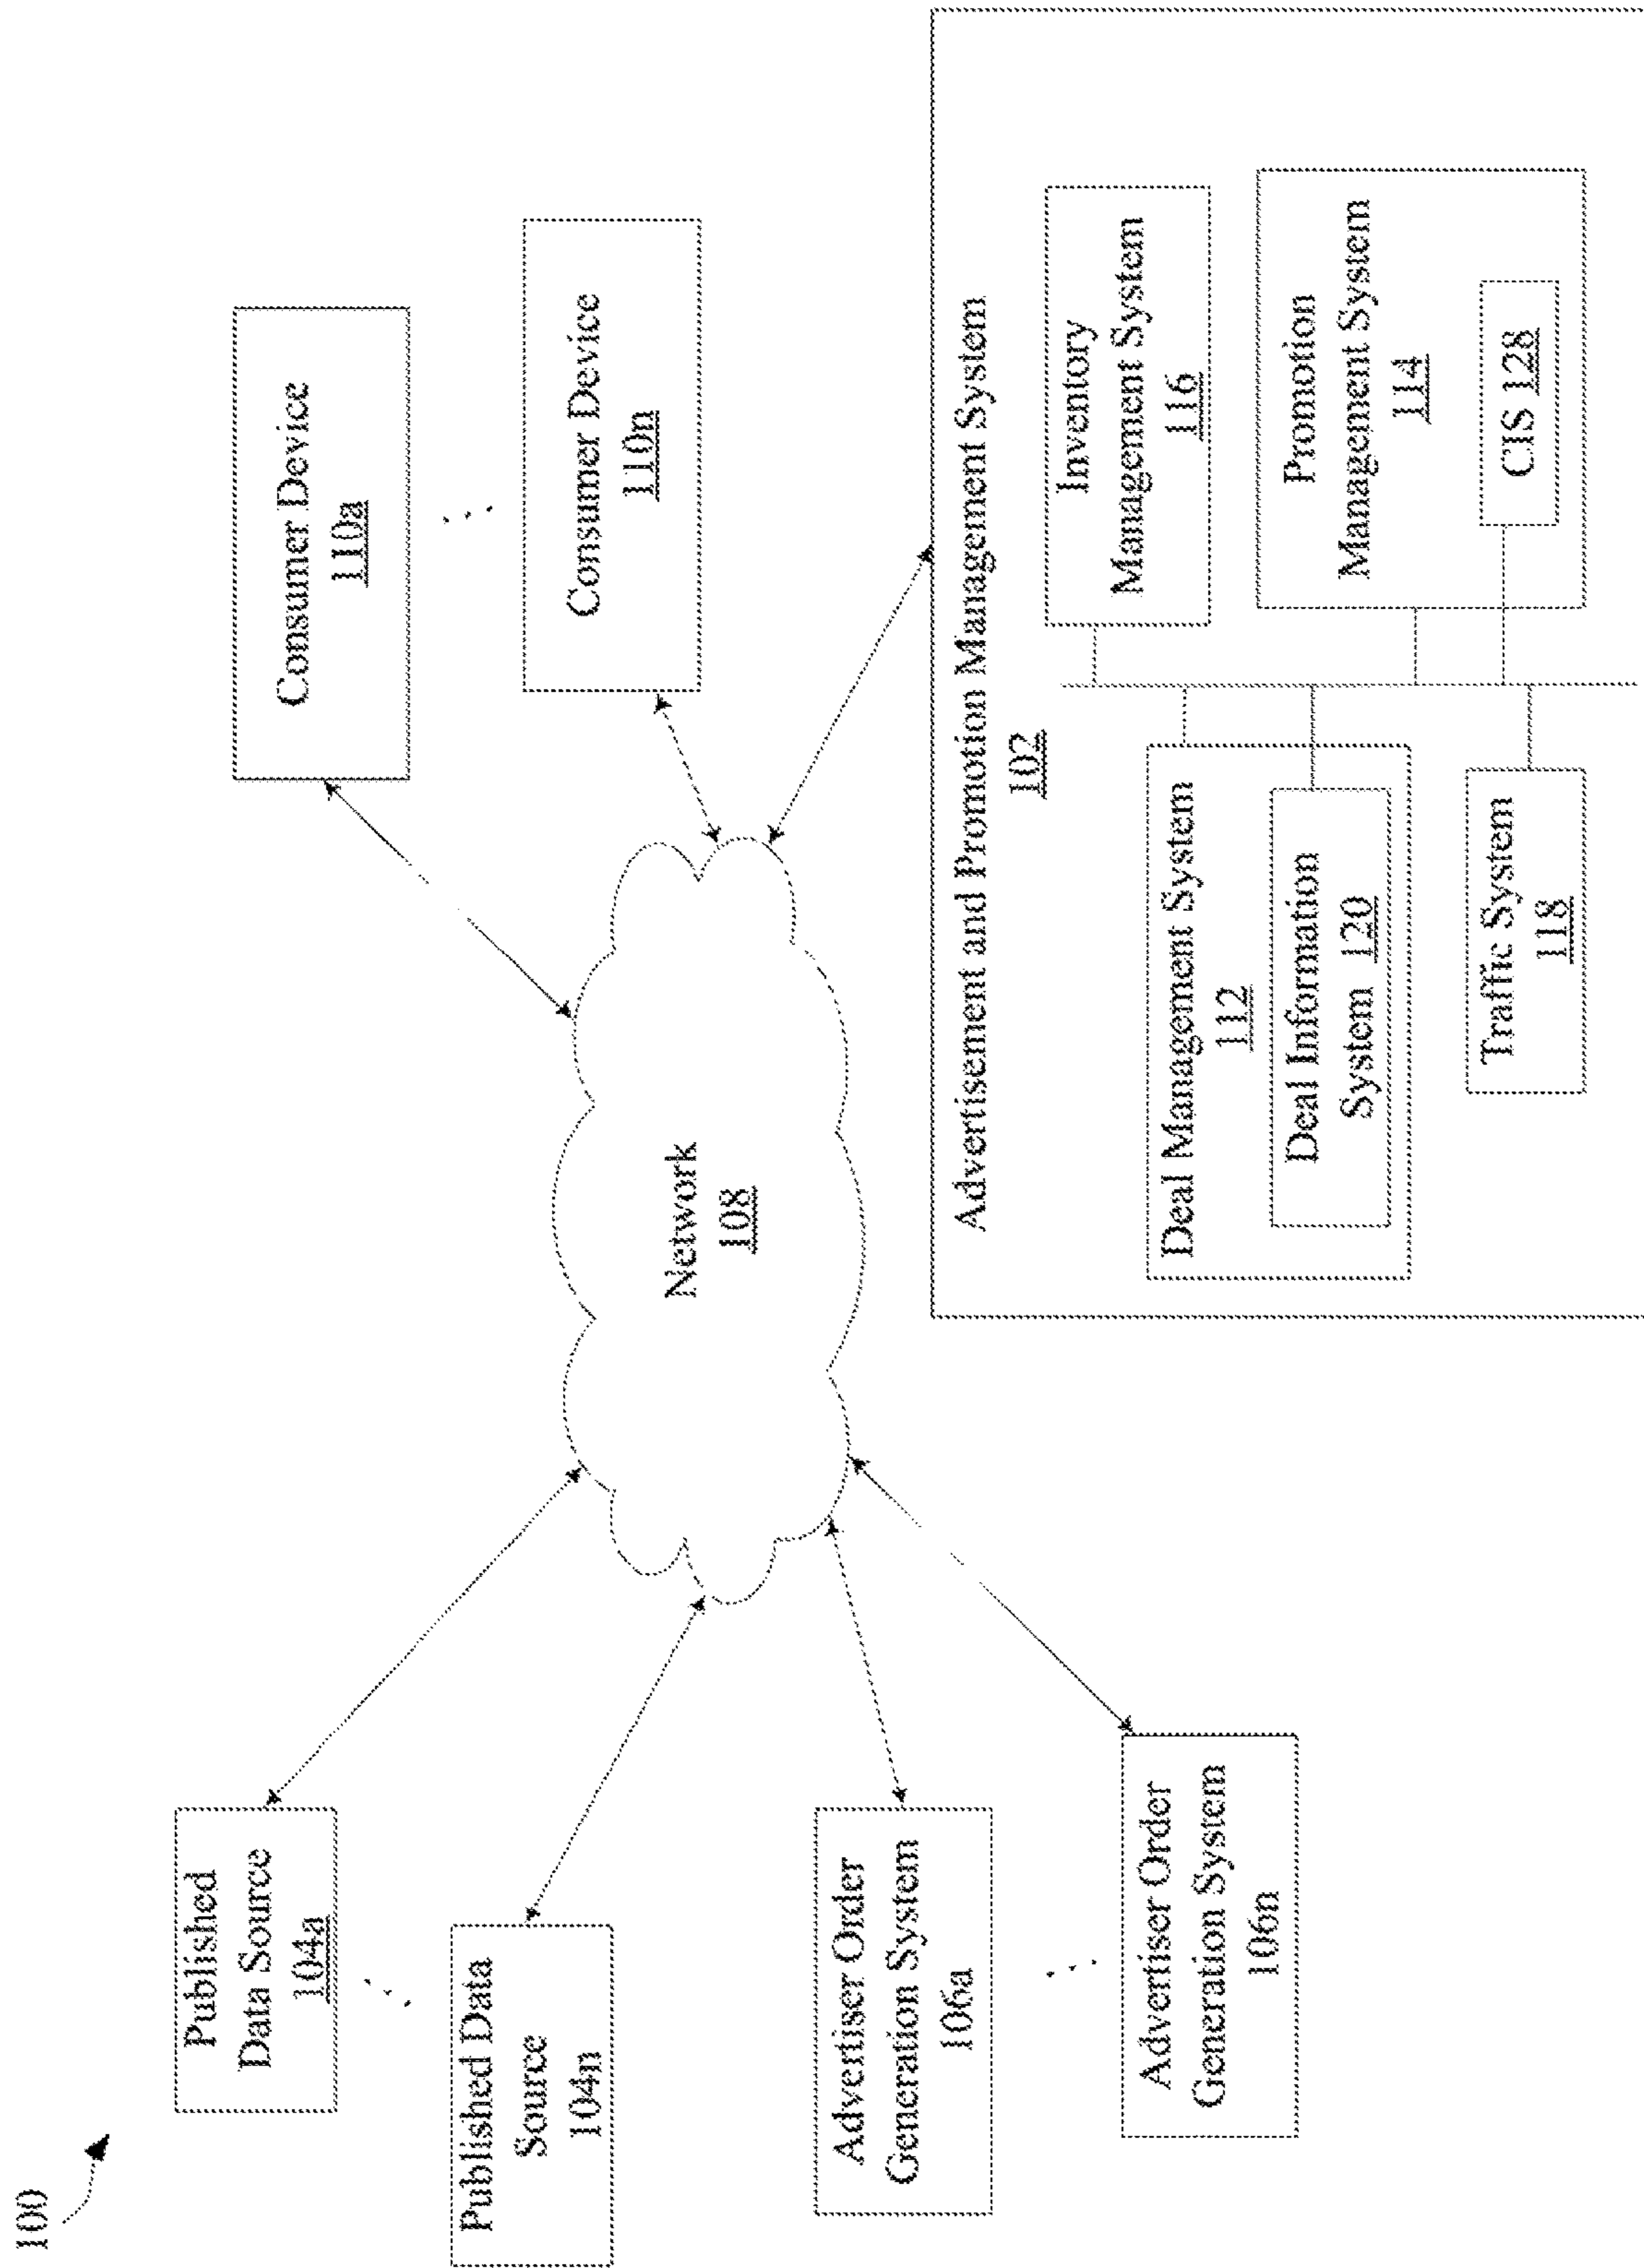 100
Published
Data Source
104a
Published Data
Source
104n
Advertiser Order
Generation System
106a
Advertiser Order
Generation System
106n
Network
108
Consumer Device
110a
Consumer Device
110n
Advertisement and Promotion Management System
102
Deal Management System
112
Deal Information
System 120
Traffic System
118
Inventory
Management System
116
Promotion
Management System
114
CIS 128